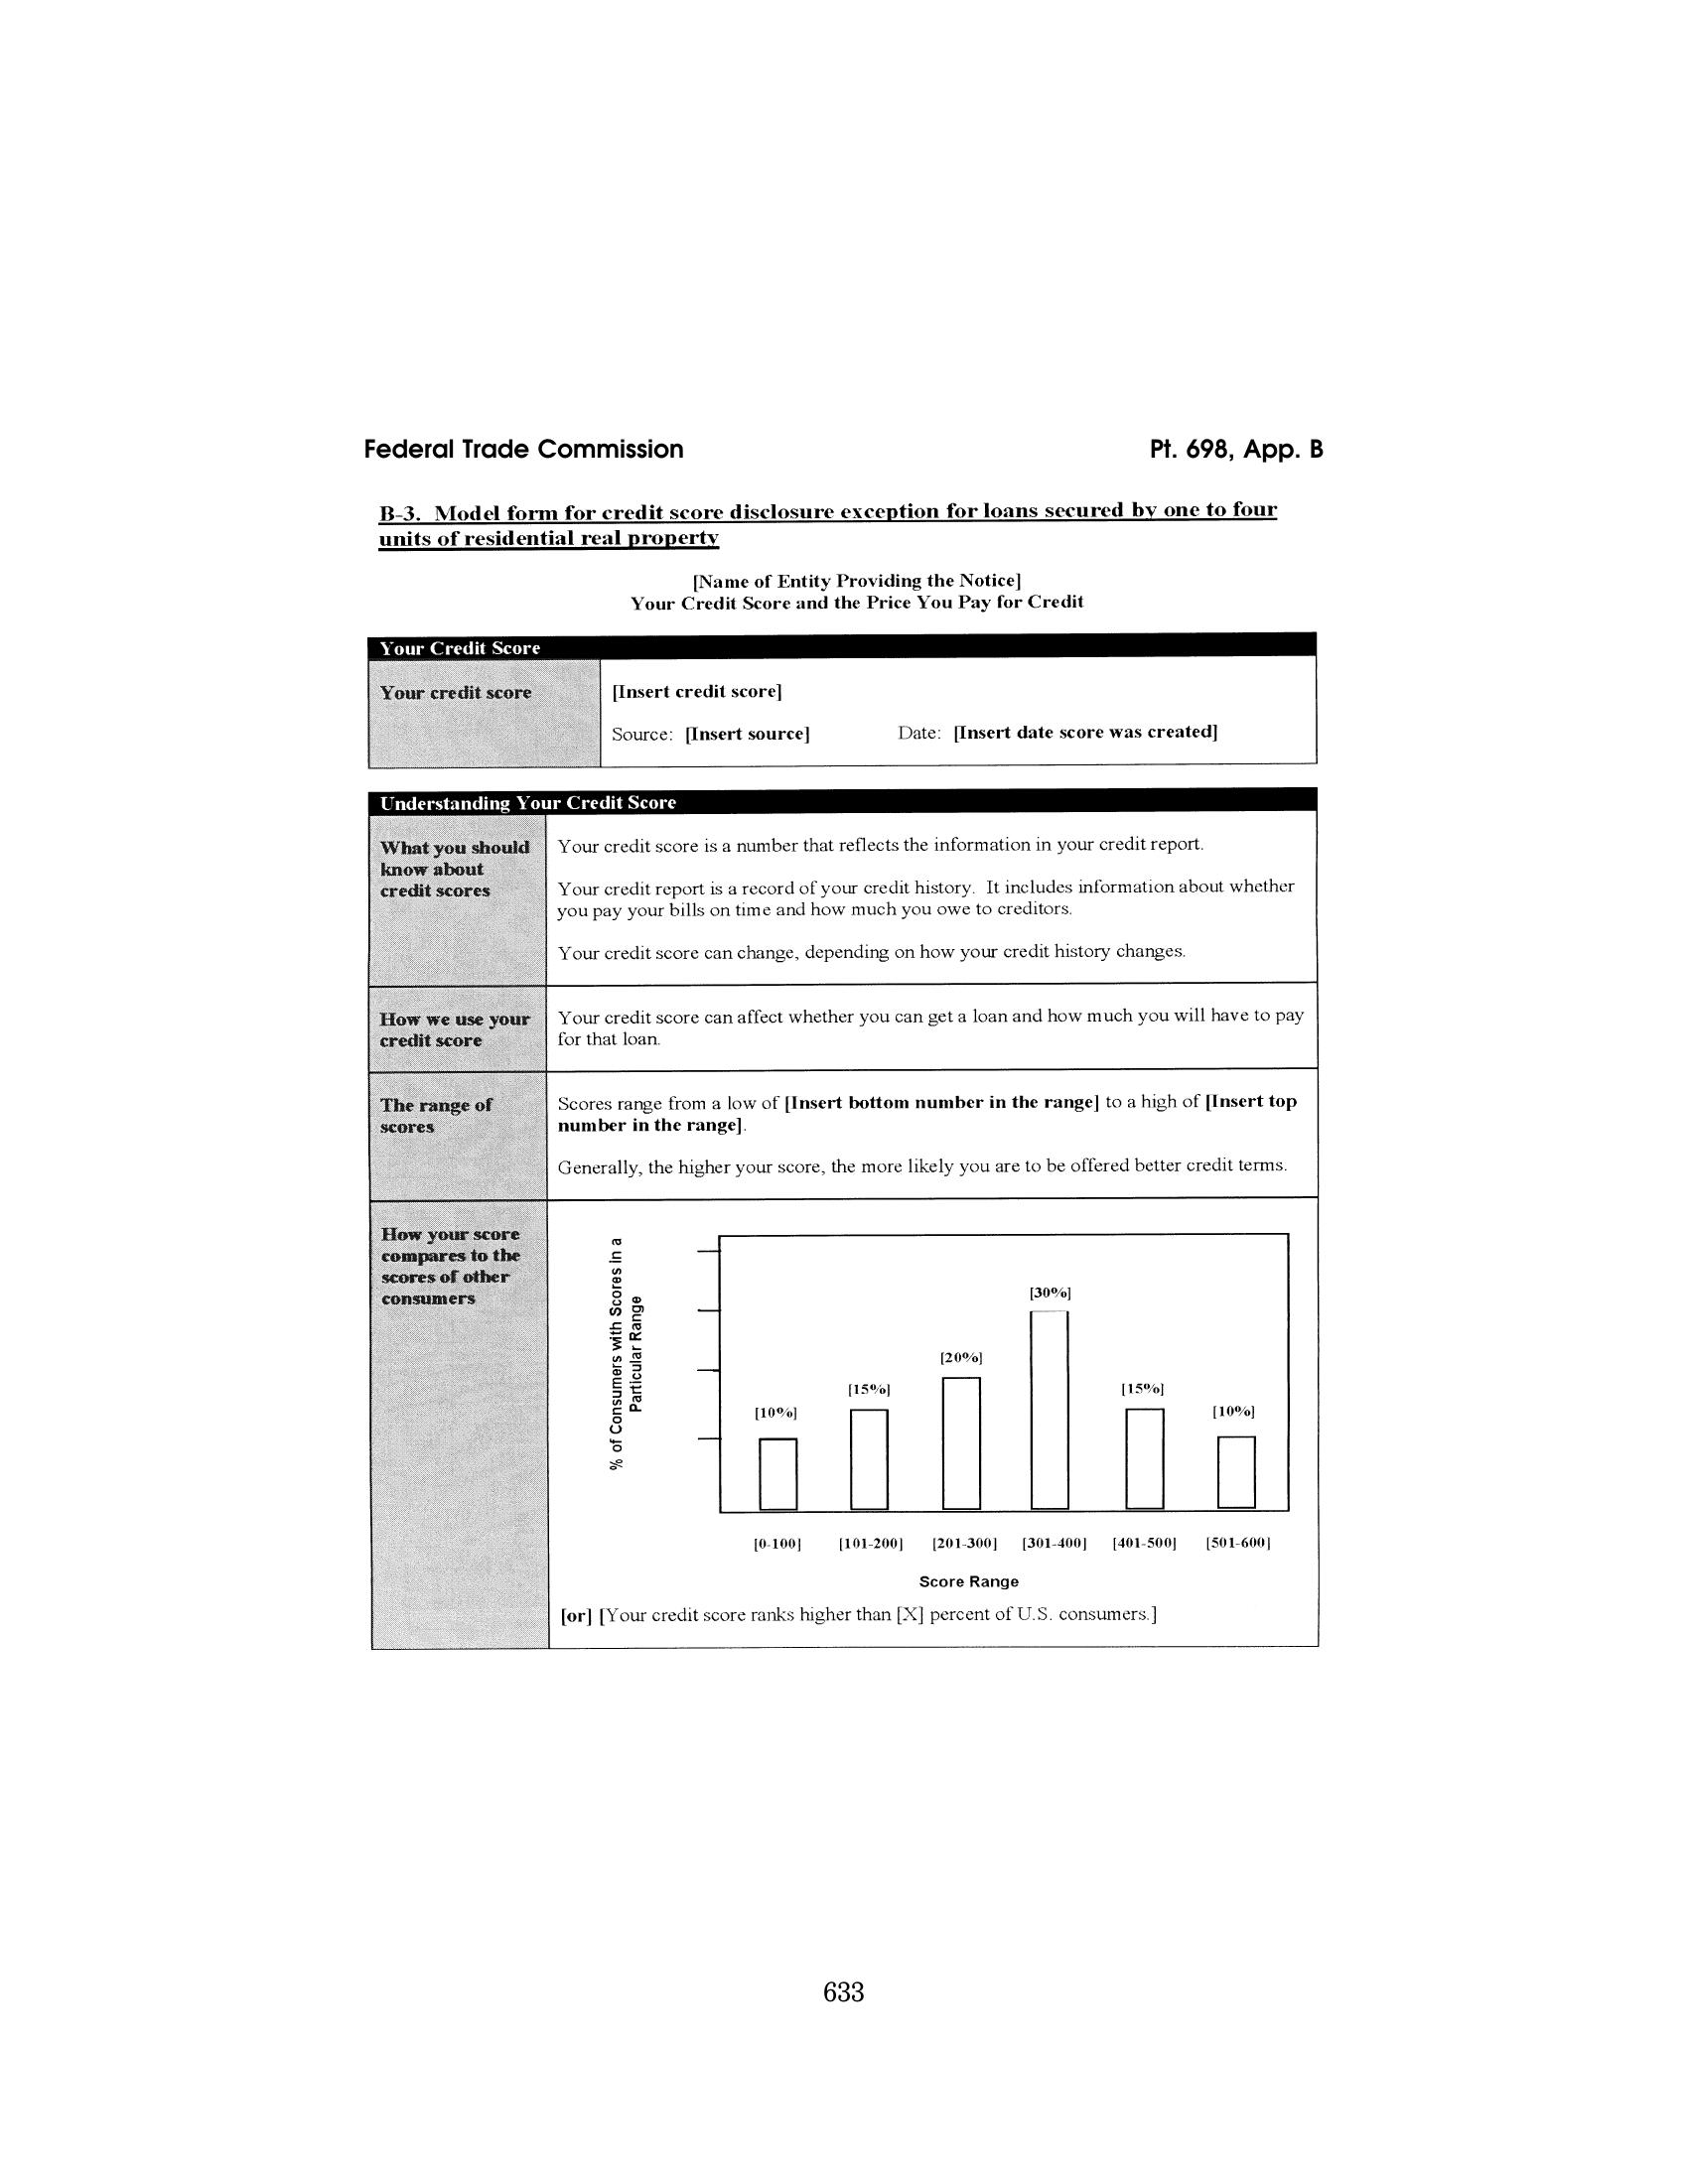 Federal Trade Commission
Pt. 698, App. B
B-3. Model form for credit score disclosure exception for loans secured by one to four
units of residential real property
[Name of Entity Providing the Notice]
Your Credit Score and the Price You Pay for Credit
Your Credit Score
Your credit score
[Insert credit score]
Source: [Insert source]
Date: [Insert date score was created]
Understanding Your Credit Score
What you should
know about
credit scores
Your credit score is a number that reflects the information in your credit report.
Your credit report is a record of your credit history. It includes information about whether
you pay your bills on time and how much you owe to creditors.
Your credit score can change, depending on how your credit history changes.
How we use your
credit score
Your credit score can affect whether you can get a loan and how much you will have to pay
for that loan.
The range of
scores
Scores range from a low of [Insert bottom number in the range] to a high of [Insert top
number in the range].
Generally, the higher your score, the more likely you are to be offered better credit terms.
How your score
compares to the
scores of other
consumers
% of Consumers with Scores in a
Particular Range
[10%]
[15%]
[20%]
[30%]
[15%]
[10%]
[0-100]
[101-200]
[201-300]
[301-400]
[401-500]
[501-600]
Score Range
[or] [Your credit score ranks higher than [X] percent of U.S. consumers.]
633